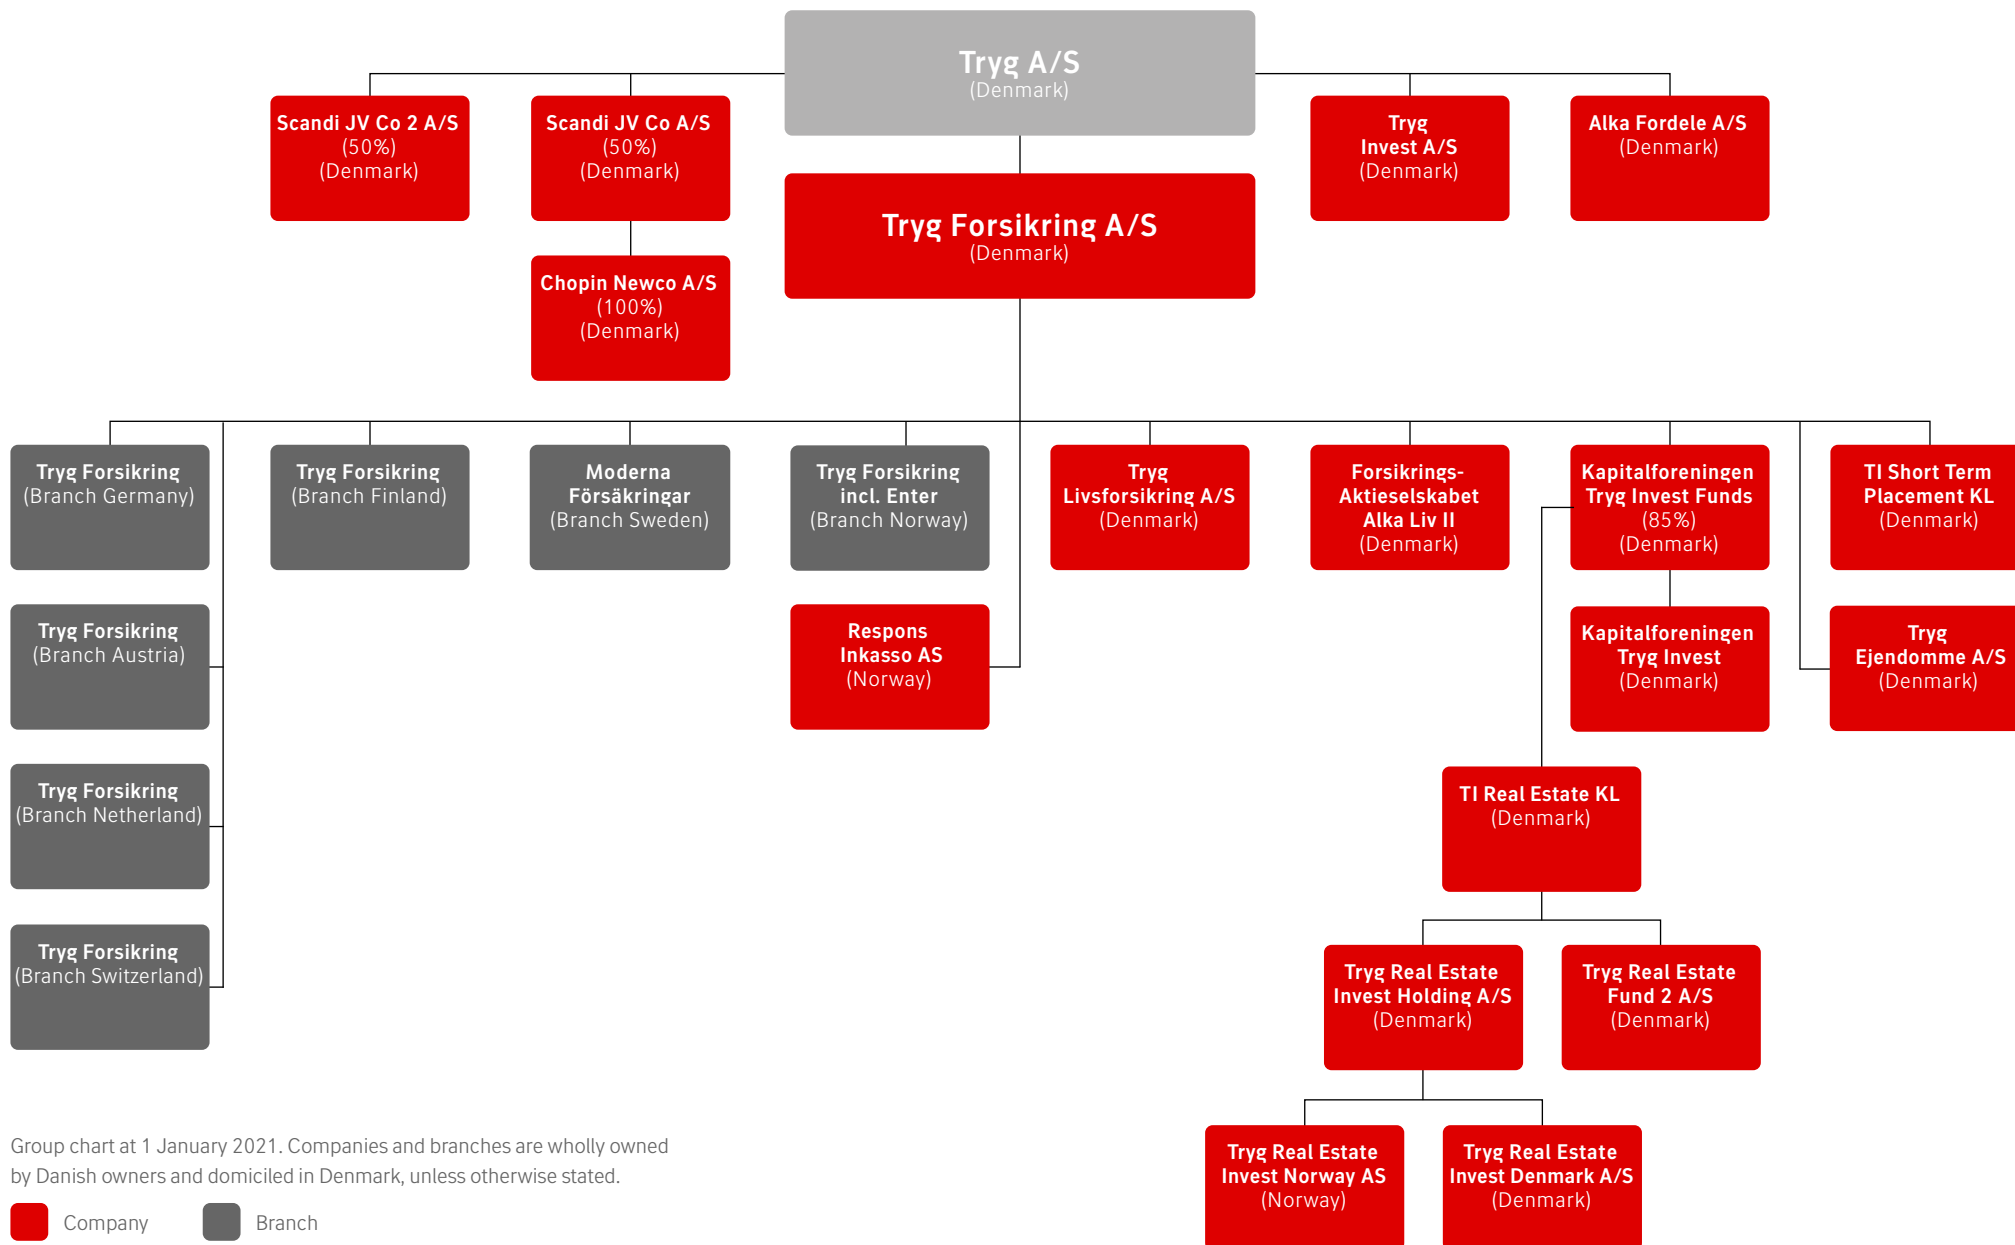 Tryg A/S
(Denmark)
Scandi JV Co 2 A/S
(50%)
(Denmark)
Scandi JV Co A/S
(50%)
(Denmark)
Tryg
Invest A/S
(Denmark)
Alka Fordele A/S
(Denmark)
Tryg Forsikring A/S
(Denmark)
Chopin Newco A/S
(100%)
(Denmark)
Tryg Forsikring
(Branch Germany)
Tryg Forsikring
(Branch Finland)
Moderna
Försäkringar
(Branch Sweden)
Tryg Forsikring
incl. Enter
(Branch Norway)
Tryg
Livsforsikring A/S
(Denmark)
Forsikrings-
Aktieselskabet
Alka Liv II
(Denmark)
Kapitalforeningen
Tryg Invest Funds
(85%)
(Denmark)
TI Short Term
Placement KL
(Denmark)
Tryg Forsikring
(Branch Austria)
Respons
Inkasso AS
(Norway)
Kapitalforeningen
Tryg Invest
(Denmark)
Tryg
Ejendomme A/S
(Denmark)
Tryg Forsikring
(Branch Netherland)
TI Real Estate KL
(Denmark)
Tryg Forsikring
(Branch Switzerland)
Tryg Real Estate
Invest Holding A/S
(Denmark)
Tryg Real Estate
Fund 2 A/S
(Denmark)
Tryg Real Estate
Invest Norway AS
(Norway)
Tryg Real Estate
Invest Denmark A/S
(Denmark)
Group chart at 1 January 2021. Companies and branches are wholly owned
by Danish owners and domiciled in Denmark, unless otherwise stated.
Company
Branch